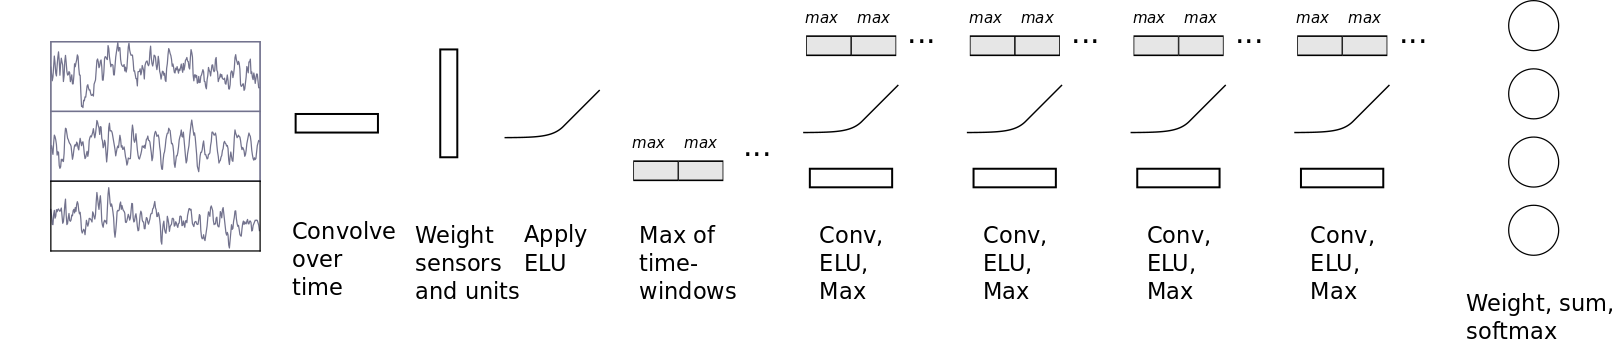 max max
max max ...
max max ...
max max ...
max max ...
Convolve
over
time
Weight
sensors
and units
Apply
ELU
Max of
time-
windows
...
Conv,
ELU,
Max
Conv,
ELU,
Max
Conv,
ELU,
Max
Conv,
ELU,
Max
Weight, sum,
softmax